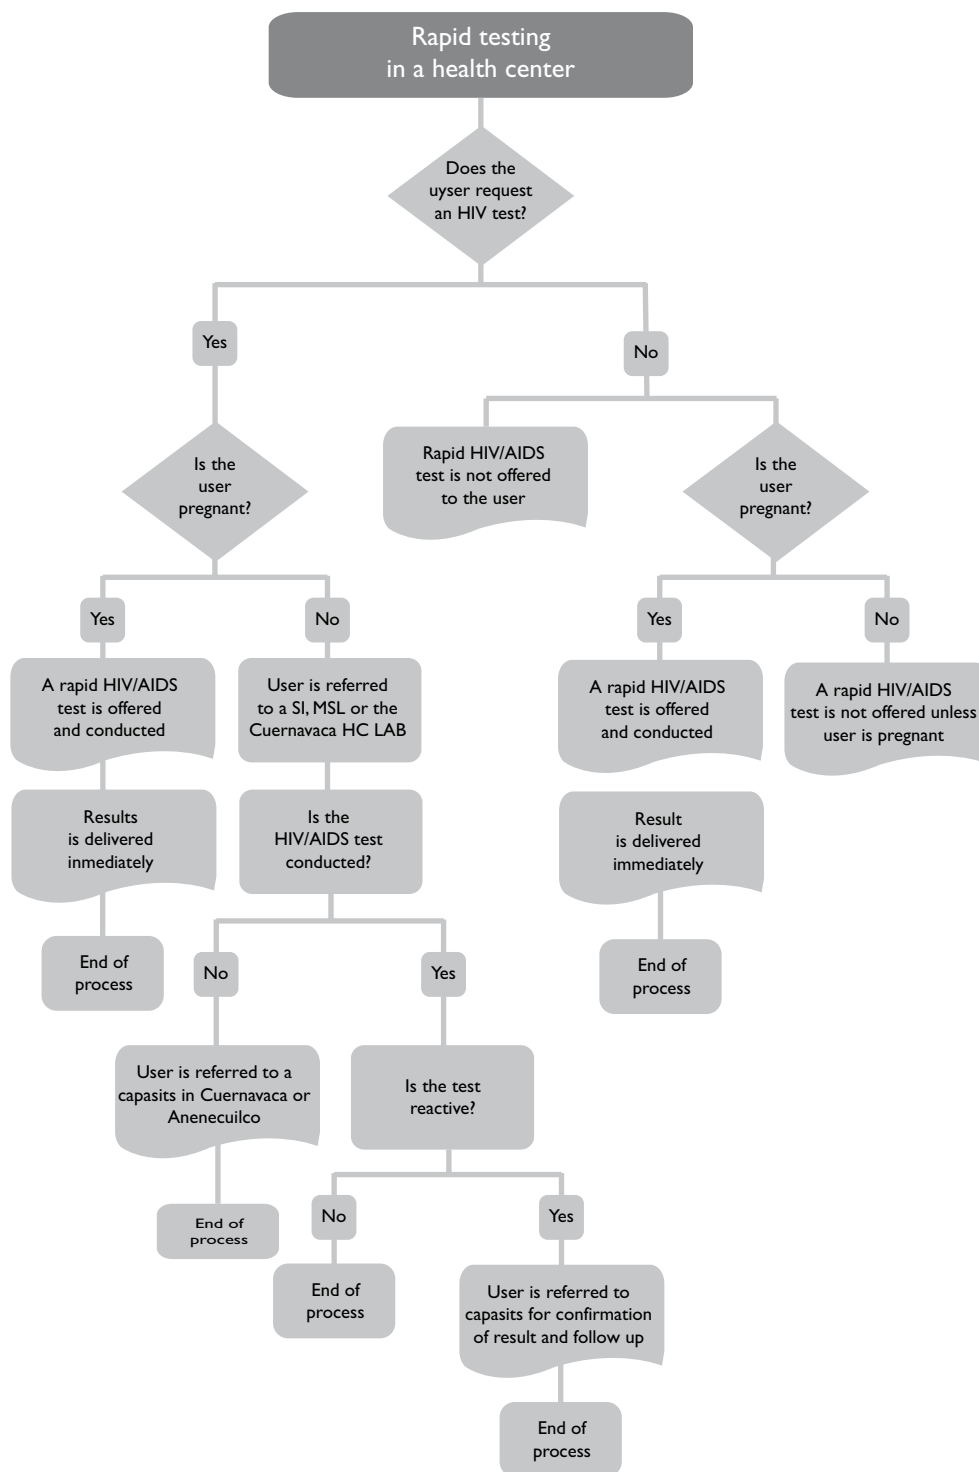 Rapid testing
in a health center
Does the
uyser request
an HIV test?
Yes
No
Is the
user
pregnant?
Rapid HIV/AIDS
test is not offered
to the user
Is the
user
pregnant?
Yes
No
Yes
No
A rapid HIV/AIDS
test is offered
and conducted
User is referred
to a SI, MSL or the
Cuernavaca HC LAB
A rapid HIV/AIDS
test is offered
and conducted
A rapid HIV/AIDS
test is not offered unless
user is pregnant
Results
is delivered
inmediately
Is the
HIV/AIDS test
conducted?
Result
is delivered
immediately
End of
process
No
Yes
End of
process
User is referred to a
capasits in Cuernavaca or
Anenecuilco
Is the test
reactive?
End of
process
No
Yes
End of
process
User is referred to
capasits for confirmation
of result and follow up
End of
process